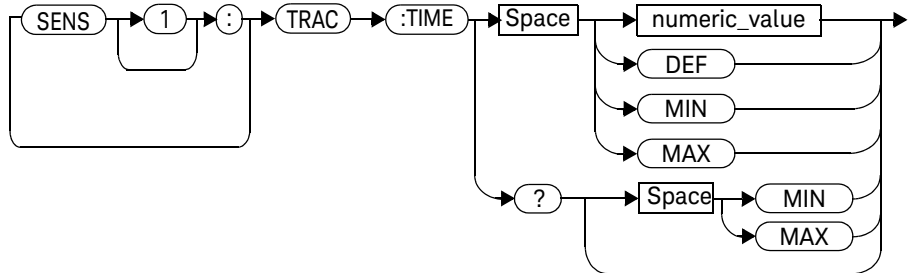 SENS 1 : TRAC :TIME Space numeric_value
DEF
MIN
MAX
? Space MIN
MAX